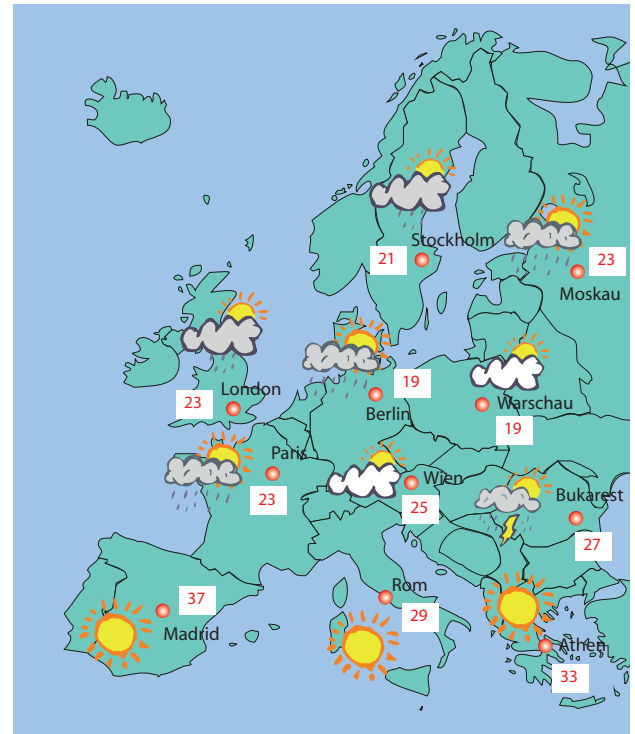 Stockholm
21
23
Moskau
London
23
19
Berlin
Warschau
19
Paris
23
Wien
25
Bukarest
27
37
Madrid
Rom
29
Athen
33